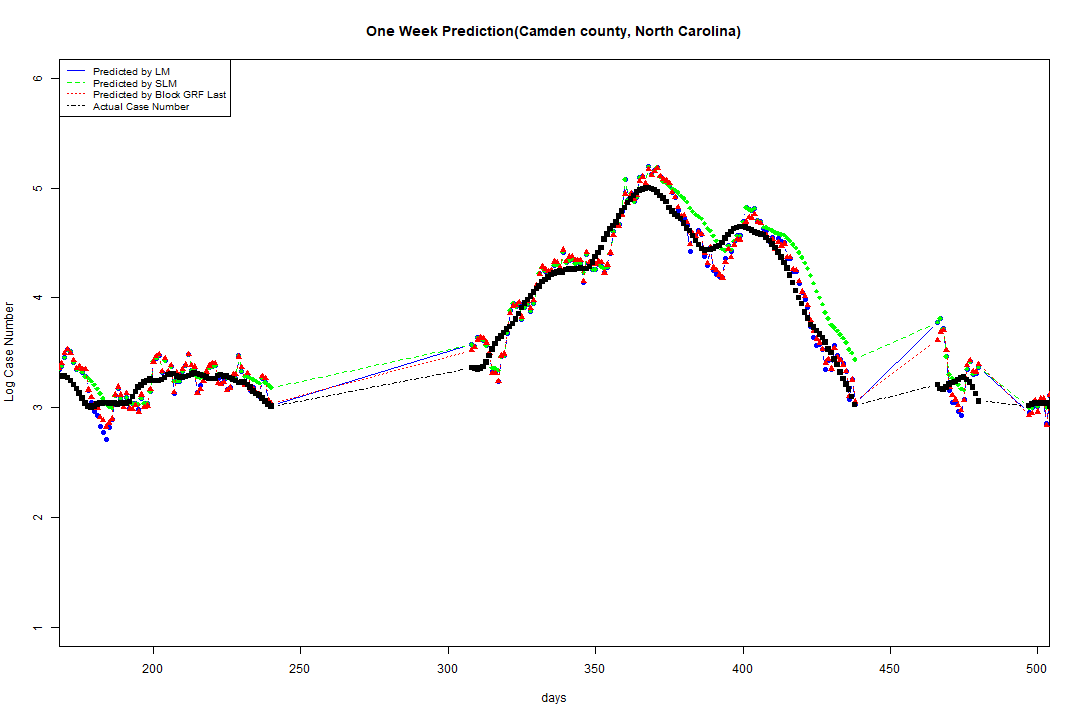 One Week Prediction(Camden county, North Carolina)
Predicted by LM
Predicted by SLM
Predicted by Block GRF Last
Actual Case Number
Log Case Number
6
5
4
3
2
1
200 250 300 350 400 450 500
days